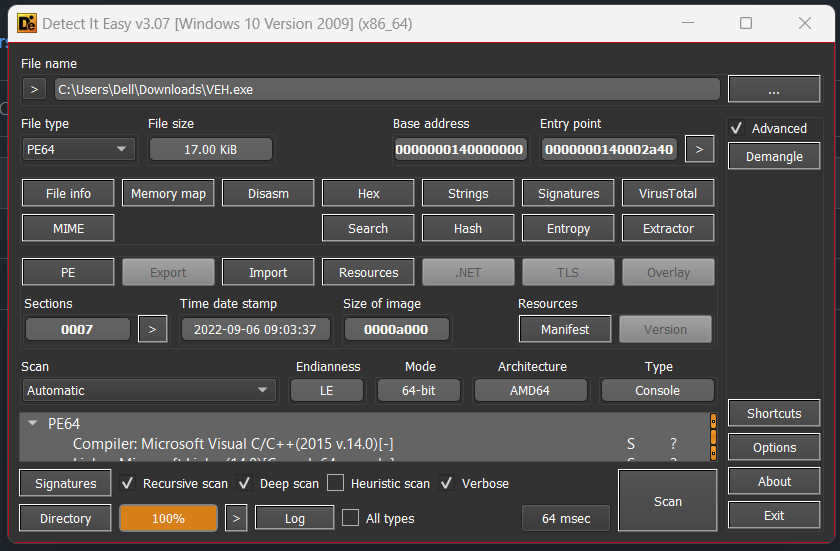 Detect It Easy v3.07 [Windows 10 Version 2009] (x86_64)
File name
> C:\Users\Dell\Downloads\VEH.exe ...
File type File size Base address Entry point Advanced
PE64 17.00 KiB 0000000140000000 0000000140002a40 > Demangle
File info Memory map Disasm Hex Strings Signatures VirusTotal
MIME Search Hash Entropy Extractor
PE Export Import Resources .NET TLS Overlay
Sections Time date stamp Size of image Resources
0007 > 2022-09-06 09:03:37 0000a000 Manifest Version
Scan Endianness Mode Architecture Type
Automatic LE 64-bit AMD64 Console
PE64 Shortcuts
Compiler: Microsoft Visual C/C++(2015 v.14.0)[-] S ?
Options
Signatures Recursive scan Deep scan Heuristic scan Verbose Scan About
Directory 100% > Log All types 64 msec Exit